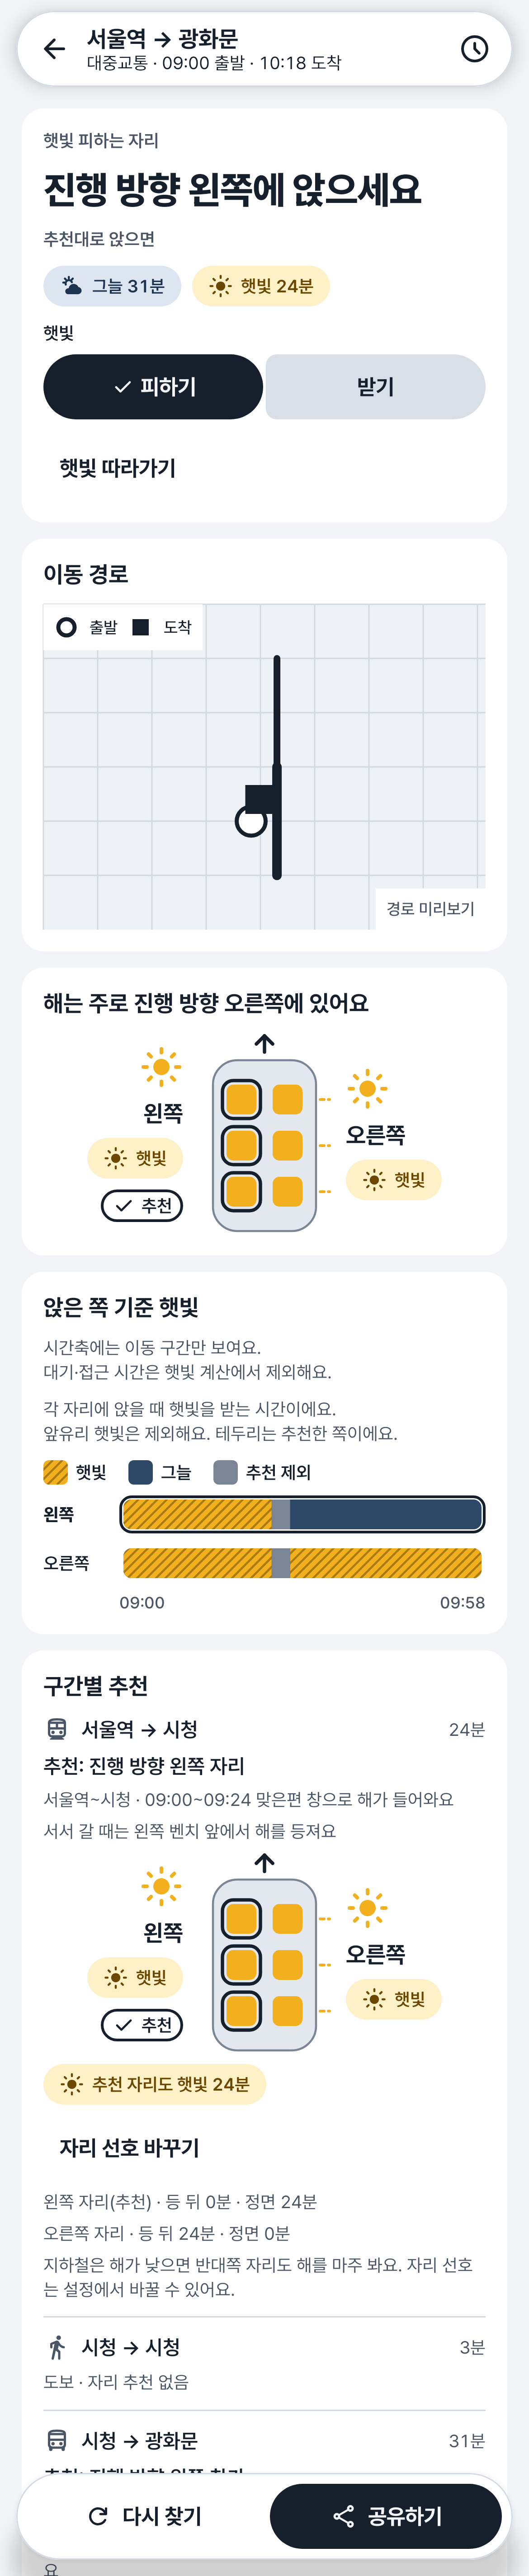 서울역 → 광화문
대중교통 · 09:00 출발 · 10:18 도착
햇빛 피하는 자리
진행 방향 왼쪽에 앉으세요
추천대로 앉으면
그늘 31분
햇빛 24분
햇빛
피하기
받기
햇빛 따라가기
이동 경로
출발
도착
경로 미리보기
해는 주로 진행 방향 오른쪽에 있어요
왼쪽
햇빛
추천
오른쪽
햇빛
앉은 쪽 기준 햇빛
시간축에는 이동 구간만 보여요.
대기·접근 시간은 햇빛 계산에서 제외해요.
각 자리에 앉을 때 햇빛을 받는 시간이에요.
앞유리 햇빛은 제외해요. 테두리는 추천한 쪽이에요.
햇빛
그늘
추천 제외
왼쪽
오른쪽
09:00
09:58
구간별 추천
서울역 → 시청
24분
추천: 진행 방향 왼쪽 자리
서울역~시청 · 09:00~09:24 맞은편 창으로 해가 들어와요
서서 갈 때는 왼쪽 벤치 앞에서 해를 등져요
왼쪽
햇빛
추천
오른쪽
햇빛
추천 자리도 햇빛 24분
자리 선호 바꾸기
왼쪽 자리(추천) · 등 뒤 0분 · 정면 24분
오른쪽 자리 · 등 뒤 24분 · 정면 0분
지하철은 해가 낮으면 반대쪽 자리도 해를 마주 봐요. 자리 선호
는 설정에서 바꿀 수 있어요.
시청 → 시청
3분
도보 · 자리 추천 없음
시청 → 광화문
31분
다시 찾기
공유하기